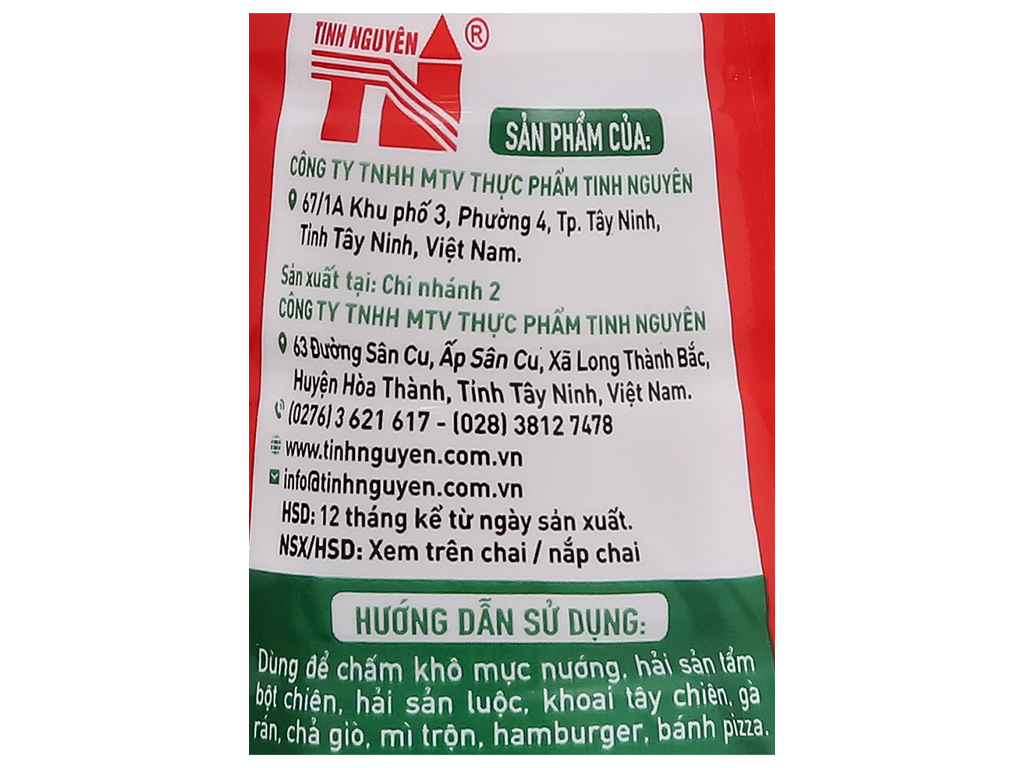 TINH NGUYÊN ®
TN
SẢN PHẨM CỦA:
CÔNG TY TNHH MTV THỰC PHẨM TINH NGUYÊN
67/1A Khu phố 3, Phường 4, Tp. Tây Ninh,
Tỉnh Tây Ninh, Việt Nam.
Sản xuất tại: Chi nhánh 2
CÔNG TY TNHH MTV THỰC PHẨM TINH NGUYÊN
63 Đường Sân Cu, Ấp Sân Cu, Xã Long Thành Bắc,
Huyện Hòa Thành, Tỉnh Tây Ninh, Việt Nam.
(0276) 3 621 617 - (028) 3812 7478
www.tinhnguyen.com.vn
info@tinhnguyen.com.vn
HSD: 12 tháng kể từ ngày sản xuất.
NSX/HSD: Xem trên chai / nắp chai
HƯỚNG DẪN SỬ DỤNG:
Dùng để chấm khô mực nướng, hải sản tẩm
bột chiên, hải sản luộc, khoai tây chiên, gà
rán, chả giò, mì trộn, hamburger, bánh pizza.